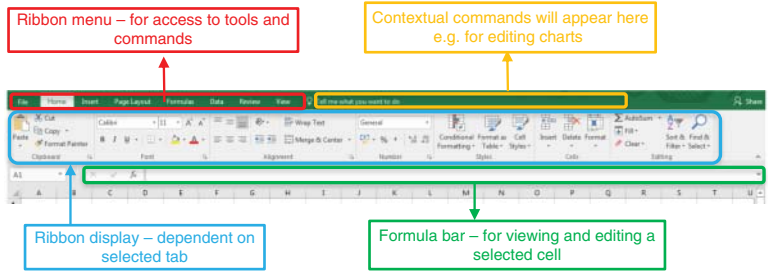 Ribbon menu – for access to tools and
commands
Contextual commands will appear here
e.g. for editing charts
File Home Insert Page Layout Formulas Data Review View Tell me what you want to do Share
Cut
Copy
Format Painter
Paste
Calibri 11 A A
B I U A
Wrap Text
Merge & Center
General
% ,
Conditional Formatting
Format as Table
Cell Styles
Insert Delete Format
AutoSum
Fill
Clear
Sort & Filter
Find & Select
Clipboard Font Alignment Number Styles Cells Editing
A1 fx
A B C D E F G H I J K L M N O P Q R S T U
Ribbon display – dependent on
selected tab
Formula bar – for viewing and editing a
selected cell